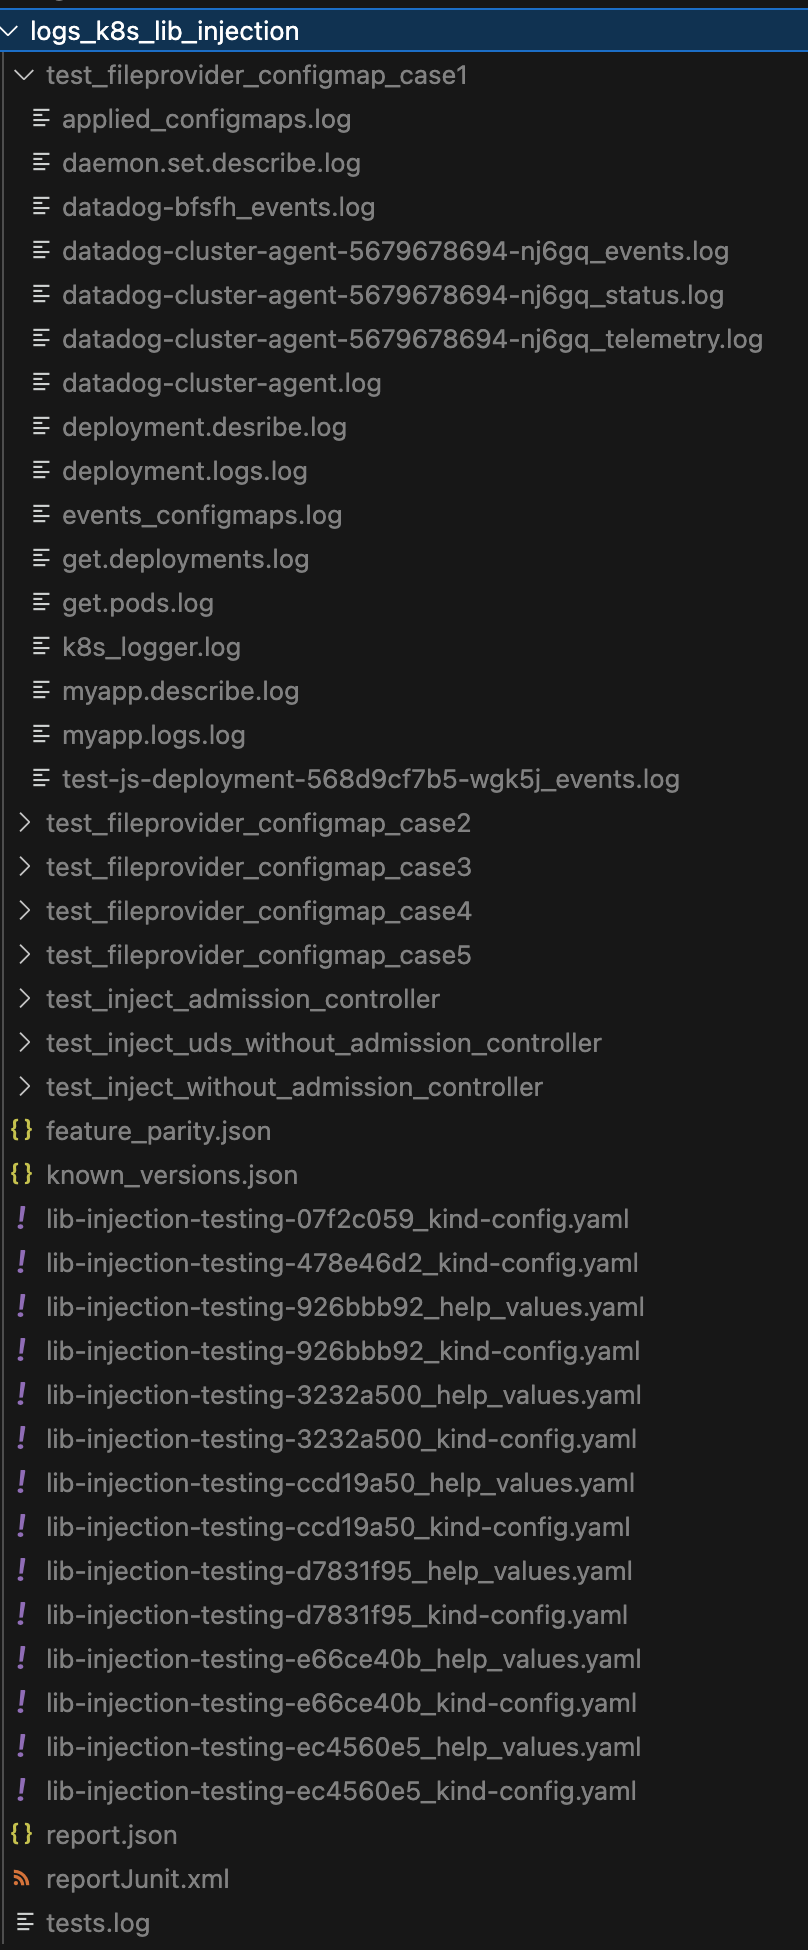 logs_k8s_lib_injection
test_fileprovider_configmap_case1
applied_configmaps.log
daemon.set.describe.log
datadog-bfsfh_events.log
datadog-cluster-agent-5679678694-nj6gq_events.log
datadog-cluster-agent-5679678694-nj6gq_status.log
datadog-cluster-agent-5679678694-nj6gq_telemetry.log
datadog-cluster-agent.log
deployment.desribe.log
deployment.logs.log
events_configmaps.log
get.deployments.log
get.pods.log
k8s_logger.log
myapp.describe.log
myapp.logs.log
test-js-deployment-568d9cf7b5-wgk5j_events.log
test_fileprovider_configmap_case2
test_fileprovider_configmap_case3
test_fileprovider_configmap_case4
test_fileprovider_configmap_case5
test_inject_admission_controller
test_inject_uds_without_admission_controller
test_inject_without_admission_controller
feature_parity.json
known_versions.json
lib-injection-testing-07f2c059_kind-config.yaml
lib-injection-testing-478e46d2_kind-config.yaml
lib-injection-testing-926bbb92_help_values.yaml
lib-injection-testing-926bbb92_kind-config.yaml
lib-injection-testing-3232a500_help_values.yaml
lib-injection-testing-3232a500_kind-config.yaml
lib-injection-testing-ccd19a50_help_values.yaml
lib-injection-testing-ccd19a50_kind-config.yaml
lib-injection-testing-d7831f95_help_values.yaml
lib-injection-testing-d7831f95_kind-config.yaml
lib-injection-testing-e66ce40b_help_values.yaml
lib-injection-testing-e66ce40b_kind-config.yaml
lib-injection-testing-ec4560e5_help_values.yaml
lib-injection-testing-ec4560e5_kind-config.yaml
report.json
reportJunit.xml
tests.log